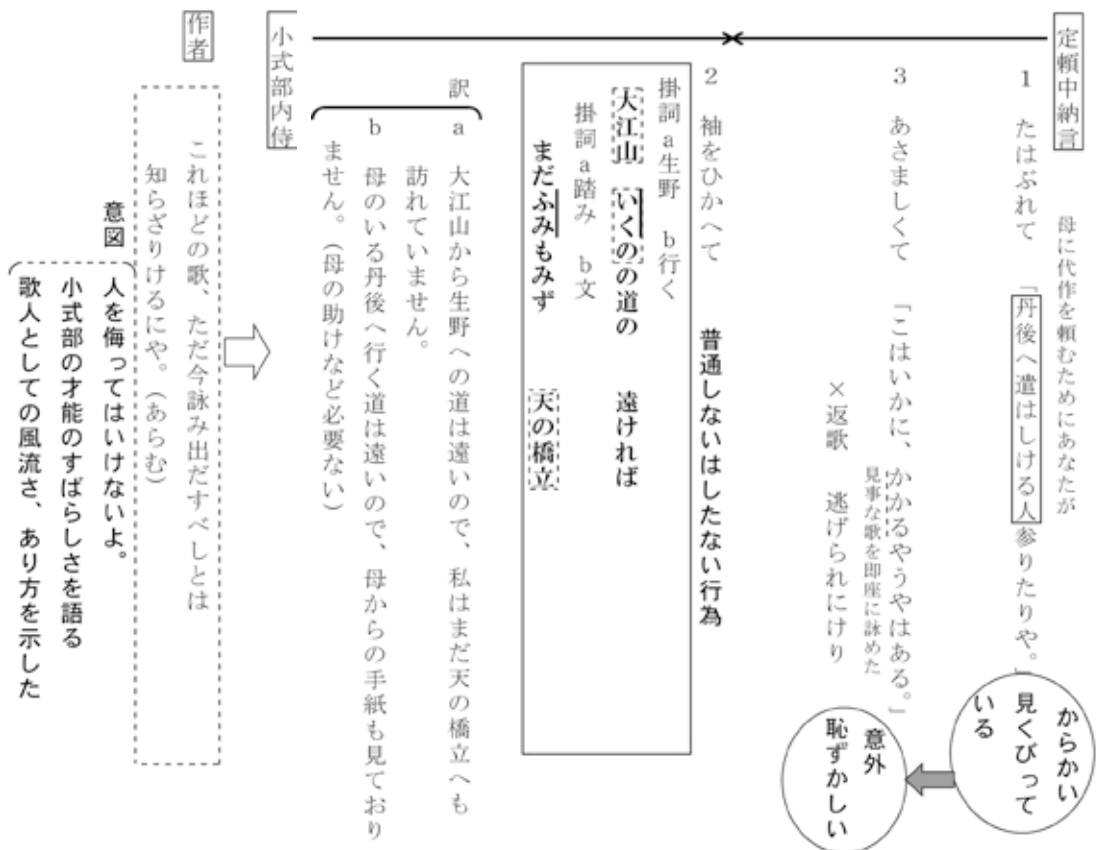 定頼中納言
母に代作を頼むためにあなたが
1 たはぶれて 「丹後へ遣はしける人参りたりや。」
からかい
見くびって
いる
3 あさましくて 「こはいかに、かかるやうやはある。」
見事な歌を即座に詠めた
×返歌 逃げられにけり
意外
恥ずかしい
2 袖をひかへて 普通しないはしたない行為
掛詞 a生野 b行く
大江山 いくのの道の 遠ければ
掛詞 a踏み b文
まだふみもみず 天の橋立
訳 a 大江山から生野への道は遠いので、私はまだ天の橋立へも
訪れていません。
b 母のいる丹後へ行く道は遠いので、母からの手紙も見ており
ません。（母の助けなど必要ない）
小式部内侍
作者
これほどの歌、ただ今詠み出だすべしとは
知らざりけるにや。（あらむ）
意図 人を侮ってはいけないよ。
小式部の才能のすばらしさを語る
歌人としての風流さ、あり方を示した